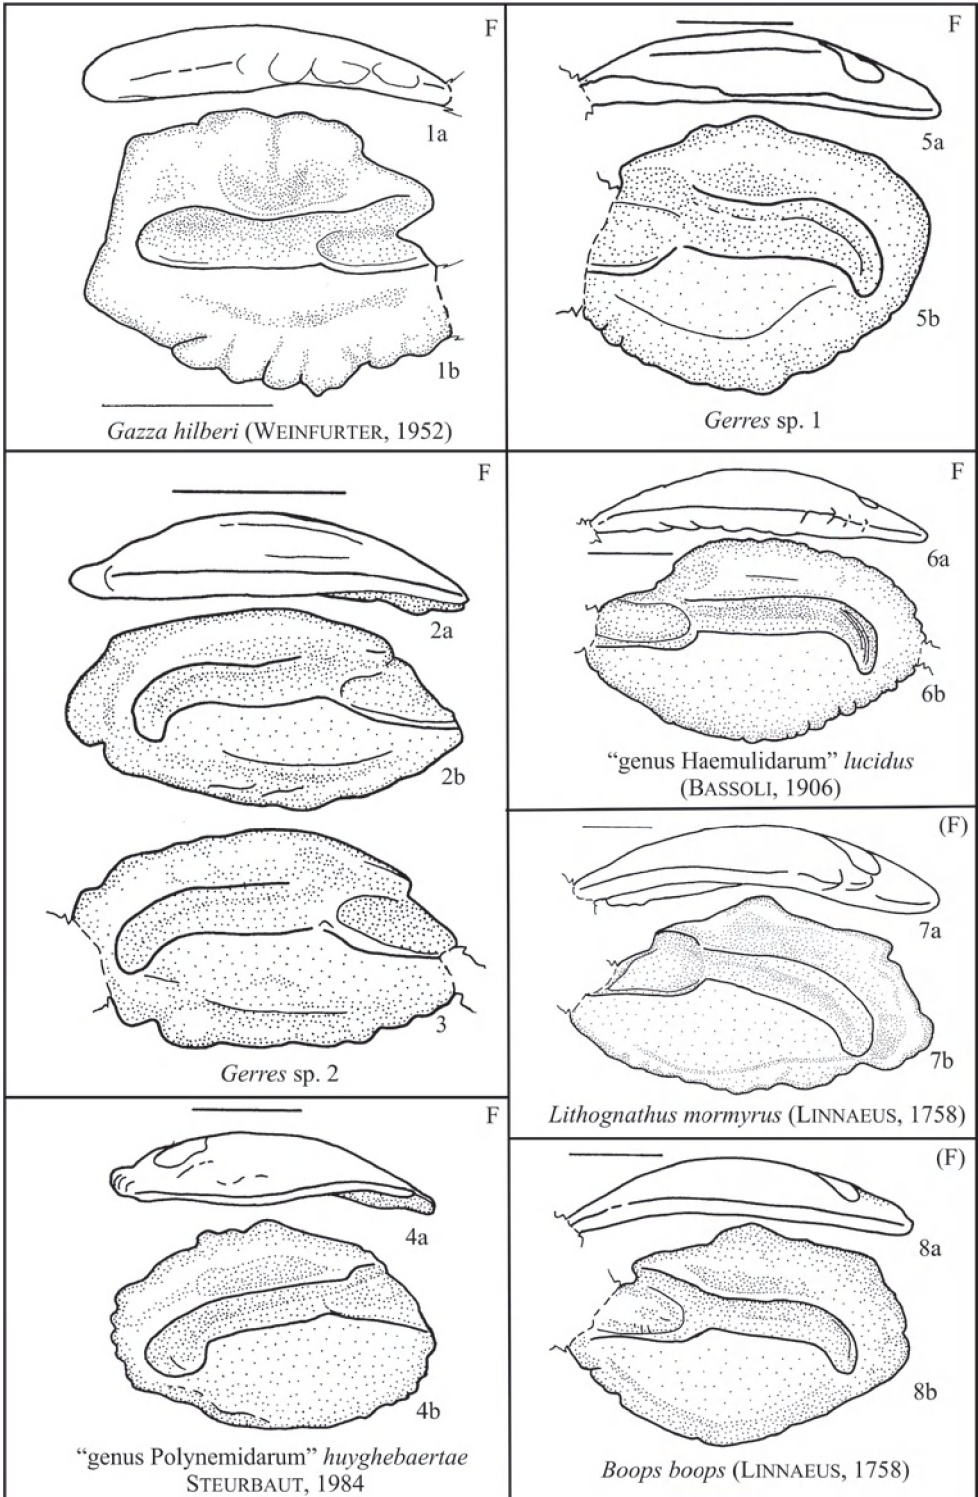 F
1a
1b
Gazza hilberi (WEINFURTER, 1952)
F
2a
2b
3
Gerres sp. 2
F
4a
4b
“genus Polynemidarum” huyghebaertae
STEURBAUT, 1984
F
5a
5b
Gerres sp. 1
F
6a
6b
“genus Haemulidarum” lucidus
(BASSOLI, 1906)
(F)
7a
7b
Lithognathus mormyrus (LINNAEUS, 1758)
(F)
8a
8b
Boops boops (LINNAEUS, 1758)